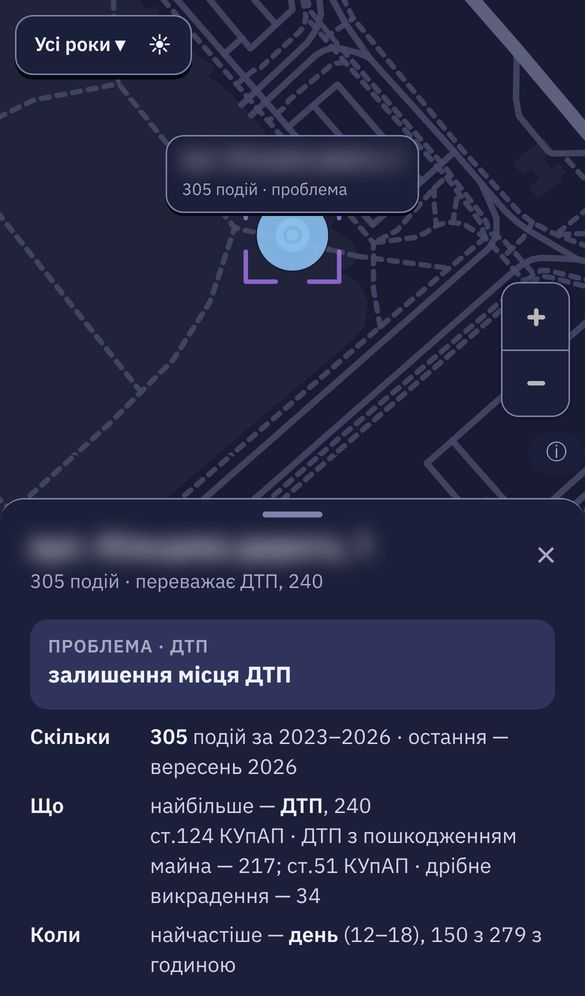 Усі роки ▾ ☀
305 подій · проблема
+
−
ⓘ
305 подій · переважає ДТП, 240
✕
ПРОБЛЕМА · ДТП
залишення місця ДТП
Скільки 305 подій за 2023–2026 · остання —
вересень 2026
Що найбільше — ДТП, 240
ст.124 КУпАП · ДТП з пошкодженням
майна — 217; ст.51 КУпАП · дрібне
викрадення — 34
Коли найчастіше — день (12–18), 150 з 279 з
годиною